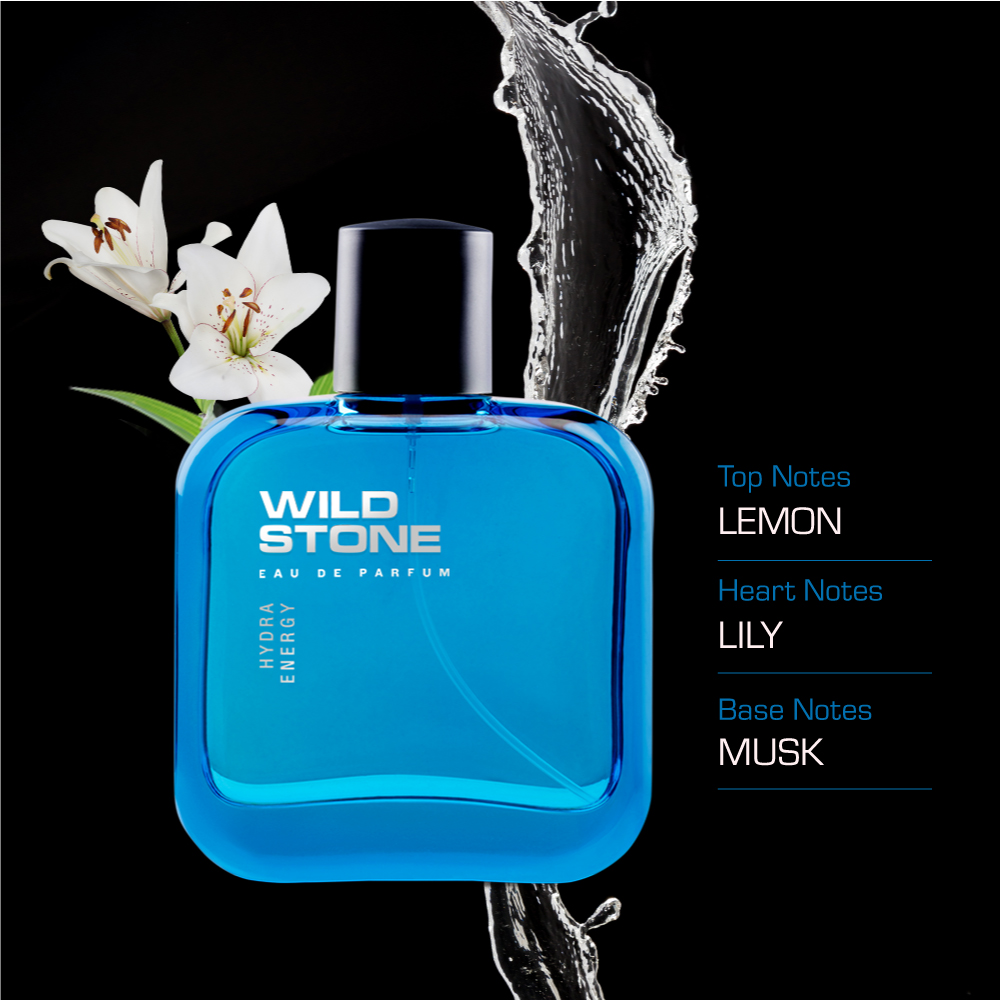 WILD
STONE
EAU DE PARFUM
HYDRA
ENERGY
Top Notes
LEMON
Heart Notes
LILY
Base Notes
MUSK